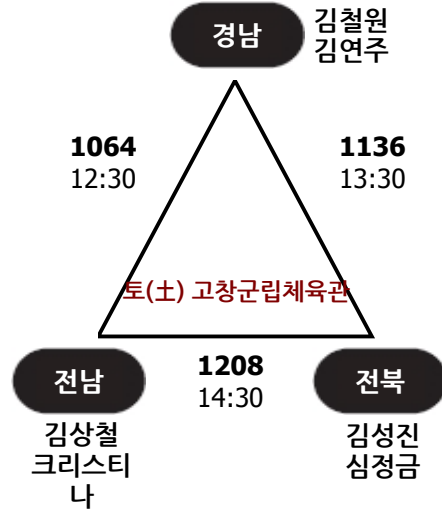 경남
김철원
김연주
1064
12:30
1136
13:30
토(土) 고창군립체육관
전남
1208
14:30
전북
김상철
크리스티
나
김성진
심정금